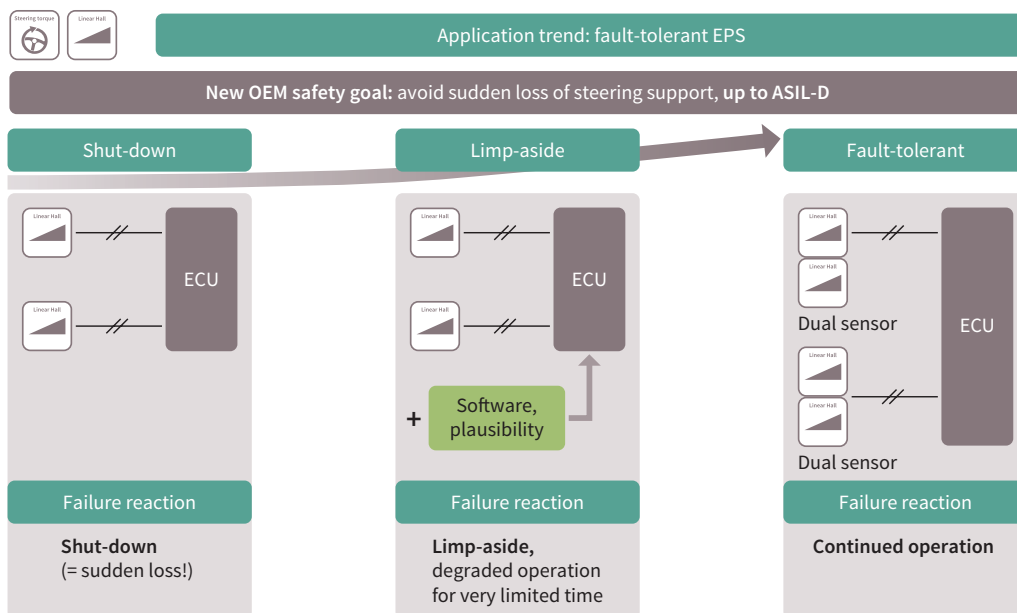 Steering torque
Linear Hall
Application trend: fault-tolerant EPS
New OEM safety goal: avoid sudden loss of steering support, up to ASIL-D
Shut-down
Limp-aside
Fault-tolerant
Linear Hall
Linear Hall
ECU
Linear Hall
Linear Hall
ECU
+
Software,
plausibility
Linear Hall
Linear Hall
Dual sensor
Linear Hall
Linear Hall
Dual sensor
ECU
Failure reaction
Failure reaction
Failure reaction
Shut-down
(= sudden loss!)
Limp-aside,
degraded operation
for very limited time
Continued operation